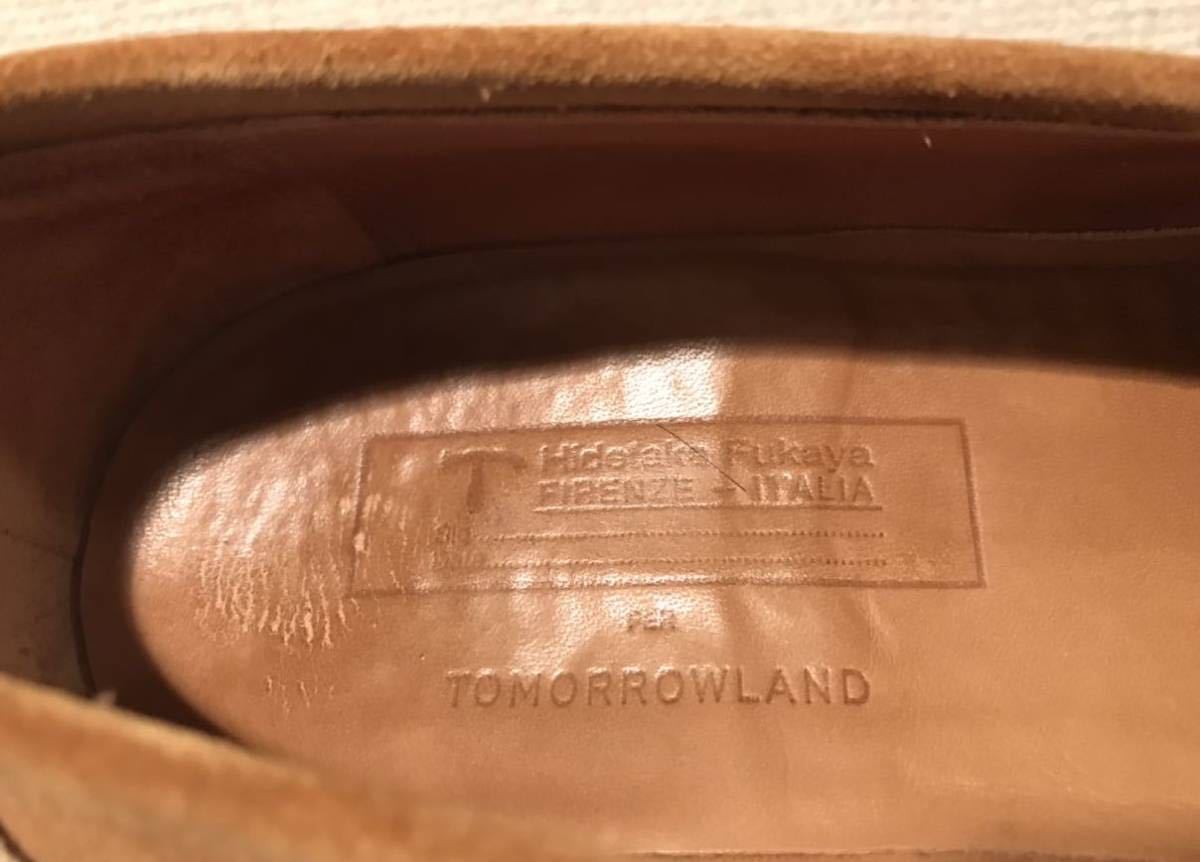 Hidetaka Fukaya
FIRENZE - ITALIA
PER
TOMORROWLAND